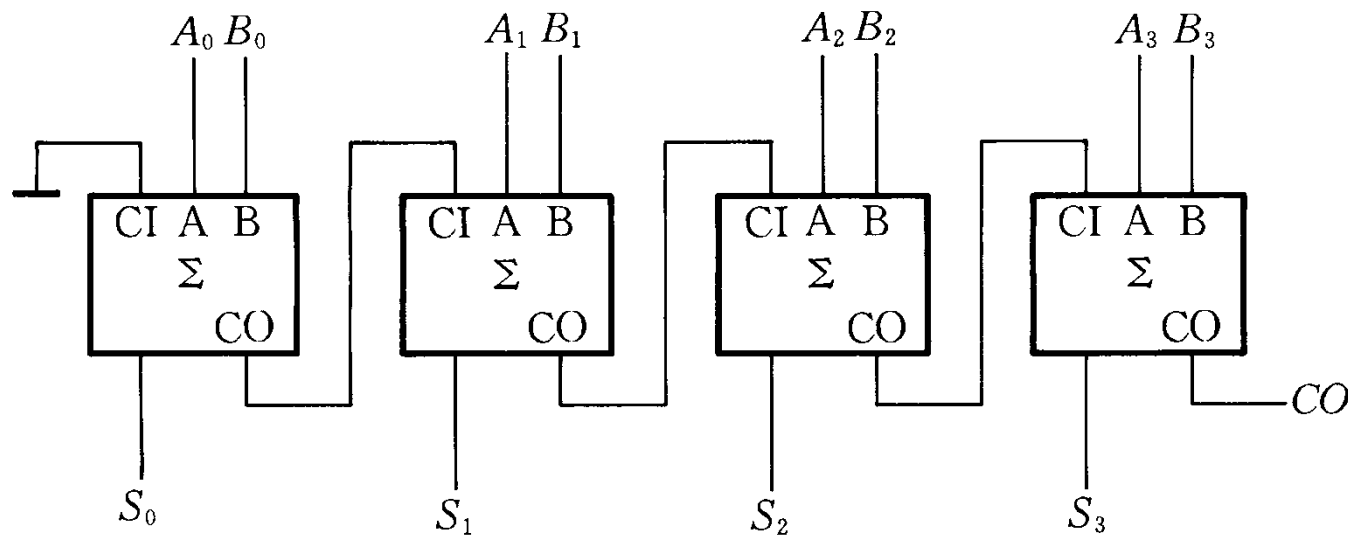 A₀ B₀ A₁ B₁ A₂ B₂ A₃ B₃
CI A B CI A B CI A B CI A B
Σ Σ Σ Σ
CO CO CO CO
CO
S₀ S₁ S₂ S₃